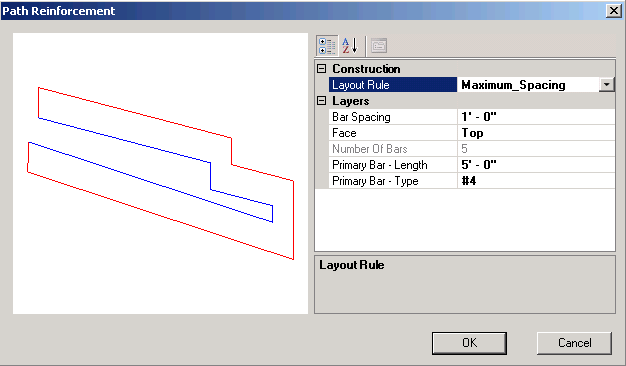 Path Reinforcement
Construction
Layout Rule Maximum_Spacing
Layers
Bar Spacing 1' - 0"
Face Top
Number Of Bars 5
Primary Bar - Length 5' - 0"
Primary Bar - Type #4
Layout Rule
OK Cancel